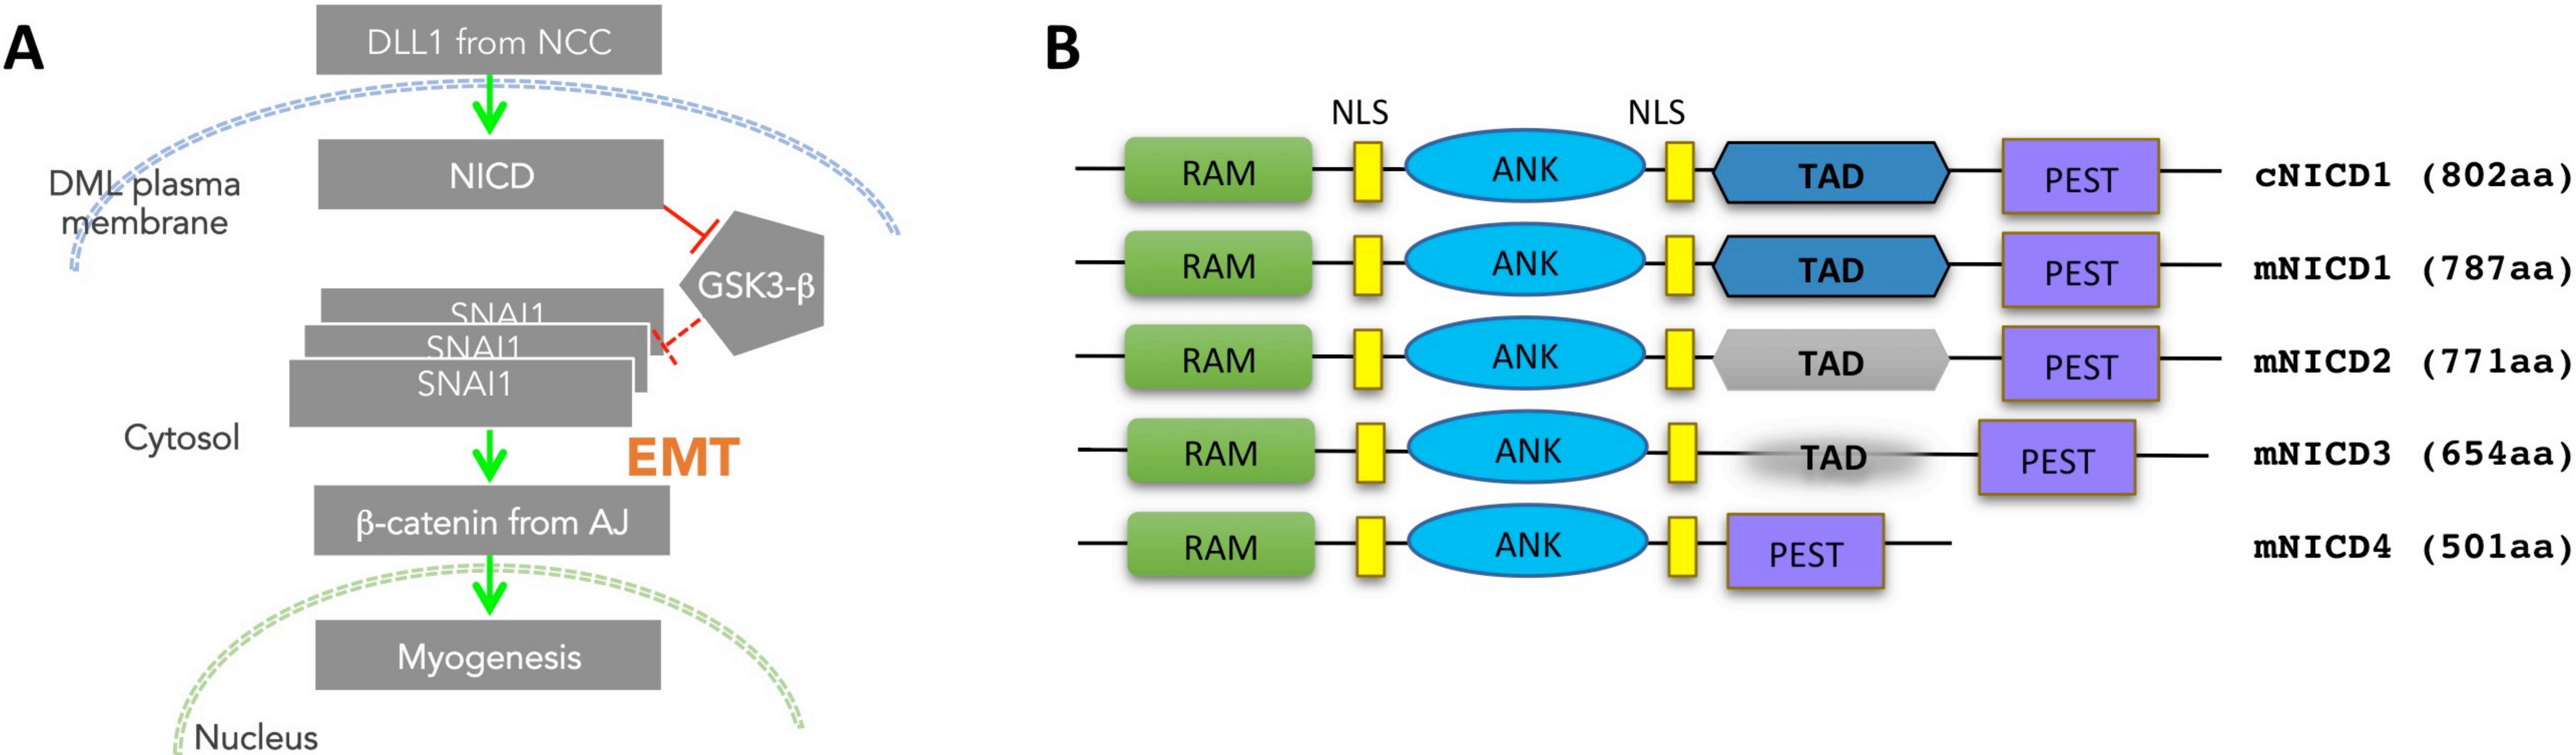 A
DLL1 from NCC
DML plasma
membrane
NICD
GSK3-β
SNAI1
SNAI1
SNAI1
Cytosol
EMT
β-catenin from AJ
Myogenesis
Nucleus
B
NLS NLS
RAM ANK TAD PEST cNICD1 (802aa)
RAM ANK TAD PEST mNICD1 (787aa)
RAM ANK TAD PEST mNICD2 (771aa)
RAM ANK TAD PEST mNICD3 (654aa)
RAM ANK PEST mNICD4 (501aa)